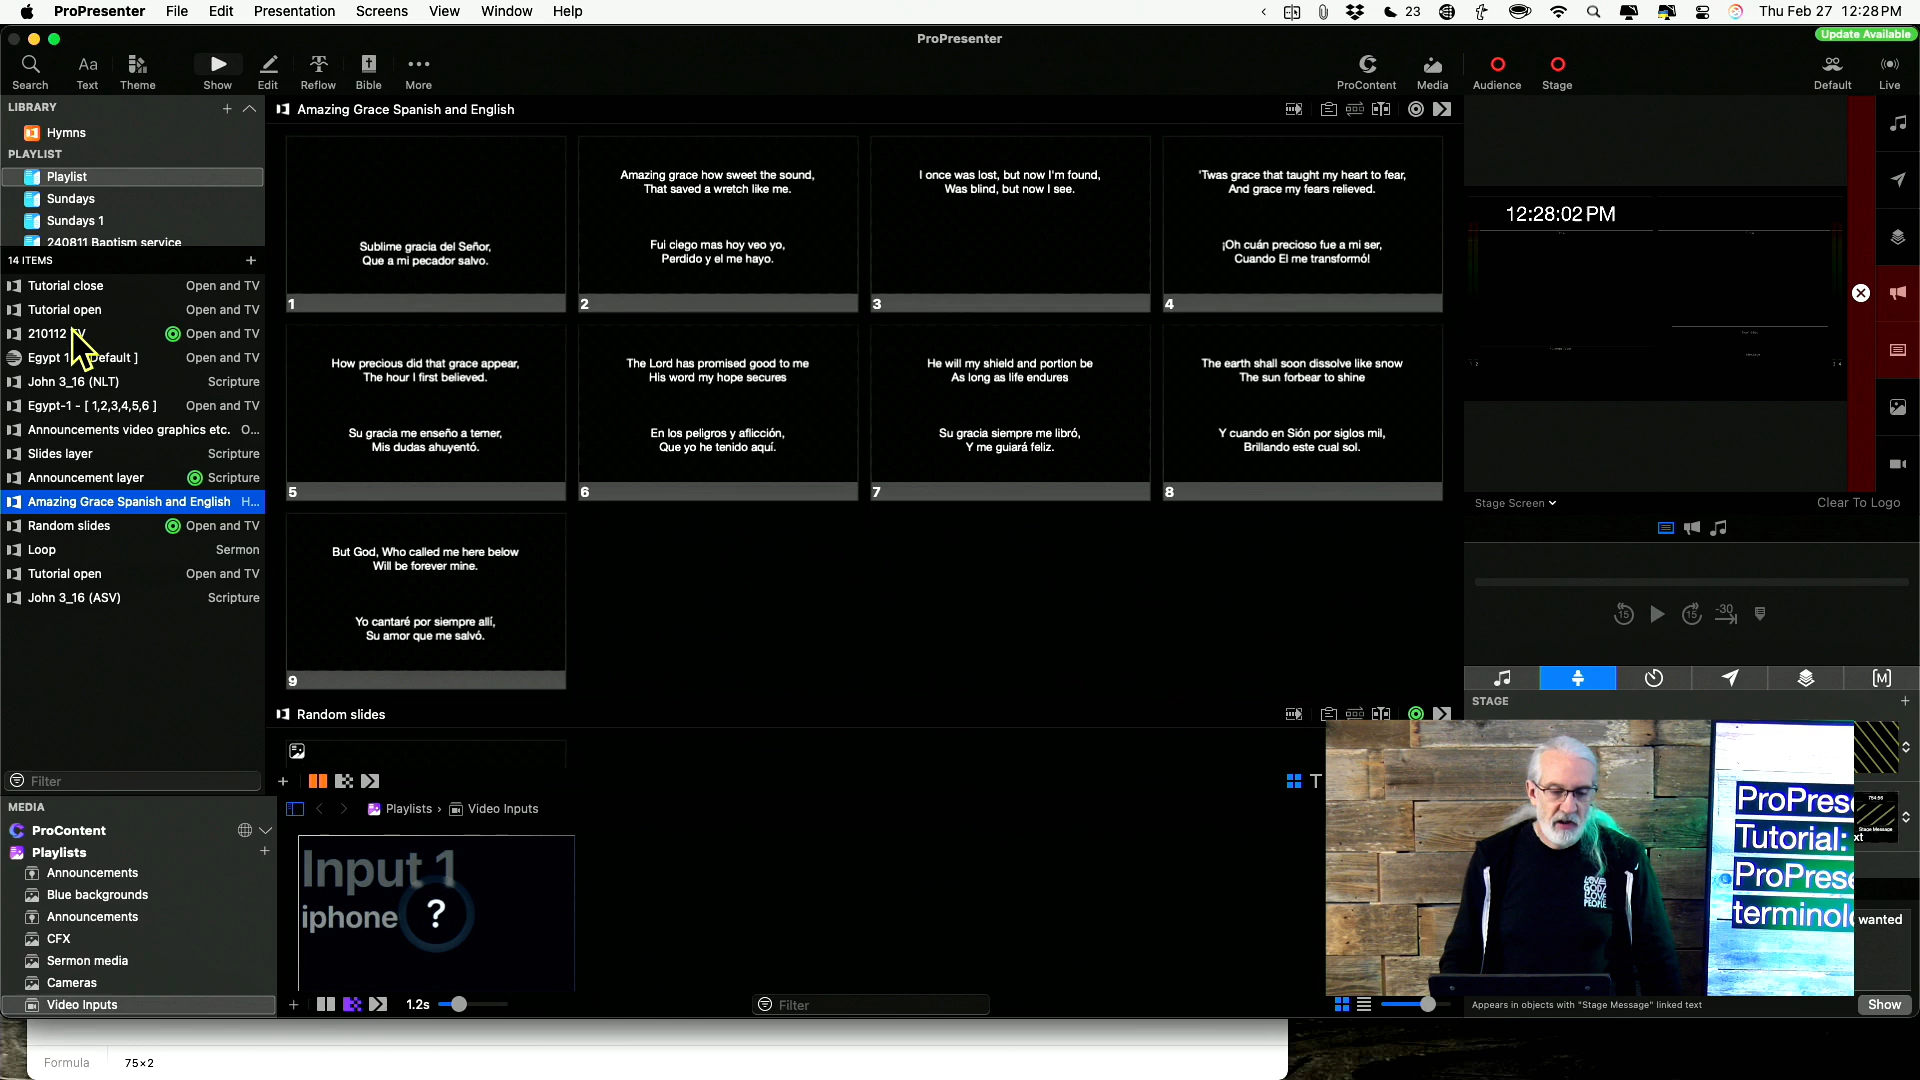 ProPresenter File Edit Presentation Screens View Window Help
23
Thu Feb 27 12:28PM
ProPresenter
Update Available
Search Text Theme Show Edit Reflow Bible More
ProContent Media Audience Stage Default Live
LIBRARY
Hymns
PLAYLIST
Playlist
Sundays
Sundays 1
240811 Baptism service
14 ITEMS
Tutorial close Open and TV
Tutorial open Open and TV
210112 Open and TV
Egypt 1 Default ] Open and TV
John 3_16 (NLT) Scripture
Egypt-1 - [ 1,2,3,4,5,6 ] Open and TV
Announcements video graphics etc. O...
Slides layer Scripture
Announcement layer Scripture
Amazing Grace Spanish and English H...
Random slides Open and TV
Loop Sermon
Tutorial open Open and TV
John 3_16 (ASV) Scripture
Filter
MEDIA
ProContent
Playlists
Announcements
Blue backgrounds
Announcements
CFX
Sermon media
Cameras
Video Inputs
Amazing Grace Spanish and English
Sublime gracia del Señor,
Que a mi pecador salvo.
1
Amazing grace how sweet the sound,
That saved a wretch like me.
Fui ciego mas hoy veo yo,
Perdido y el me hayo.
2
I once was lost, but now I'm found,
Was blind, but now I see.
3
'Twas grace that taught my heart to fear,
And grace my fears relieved.
¡Oh cuán precioso fue a mi ser,
Cuando El me transformó!
4
How precious did that grace appear,
The hour I first believed.
Su gracia me enseño a temer,
Mis dudas ahuyentó.
5
The Lord has promised good to me
His word my hope secures
En los peligros y aflicción,
Que yo he tenido aquí.
6
He will my shield and portion be
As long as life endures
Su gracia siempre me libró,
Y me guiará feliz.
7
The earth shall soon dissolve like snow
The sun forbear to shine
Y cuando en Sión por siglos mil,
Brillando este cual sol.
8
But God, Who called me here below
Will be forever mine.
Yo cantaré por siempre allí,
Su amor que me salvó.
9
Random slides
Playlists › Video Inputs
Input 1
iphone
?
1.2s
Filter
12:28:02 PM
Stage Screen
Clear To Logo
15 15 -30
[M]
STAGE
LOVE
GOD
LOVE
PEOPLE
ProPrese
Tutorial:
ProPrese
terminol
Stage Message
xt
wanted
Appears in objects with "Stage Message" linked text
Show
Formula 75×2